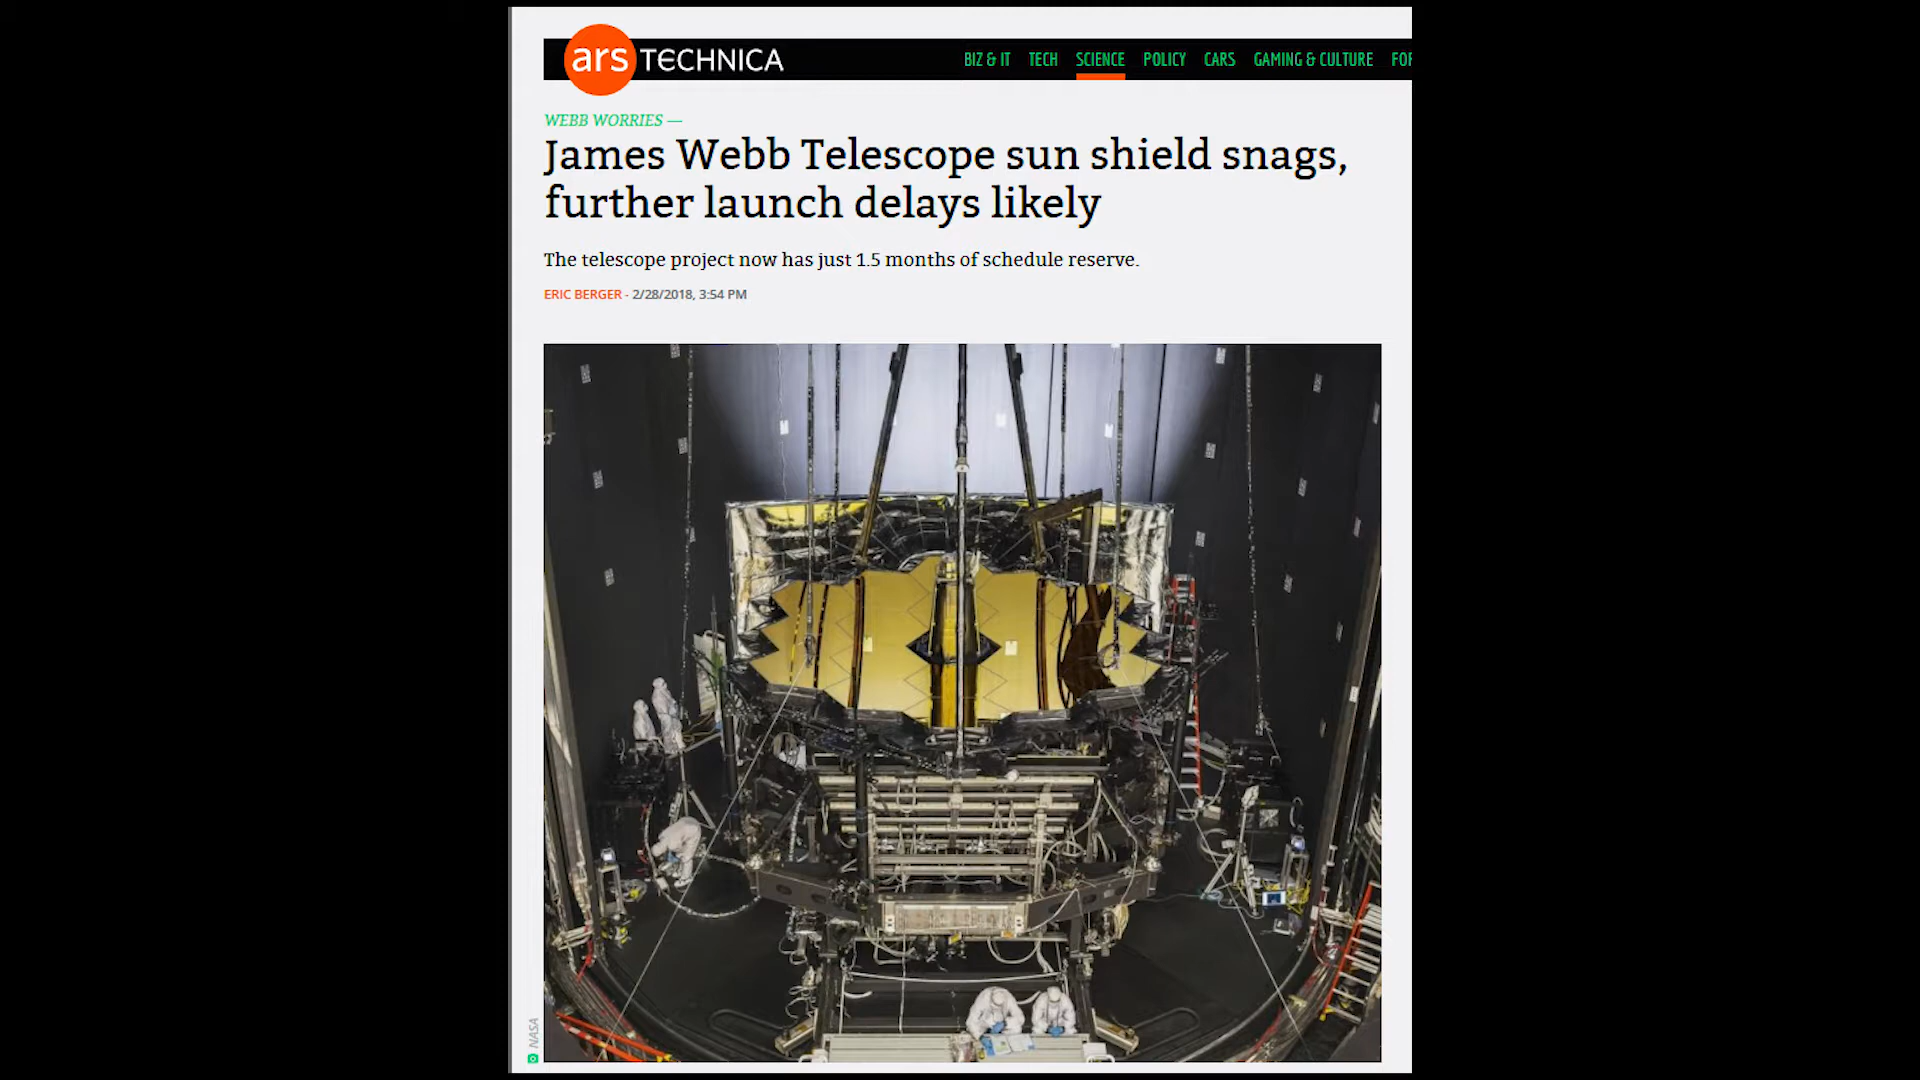 ars TECHNICA
BIZ & IT TECH SCIENCE POLICY CARS GAMING & CULTURE FOR
WEBB WORRIES —
James Webb Telescope sun shield snags,
further launch delays likely
The telescope project now has just 1.5 months of schedule reserve.
ERIC BERGER - 2/28/2018, 3:54 PM
NASA